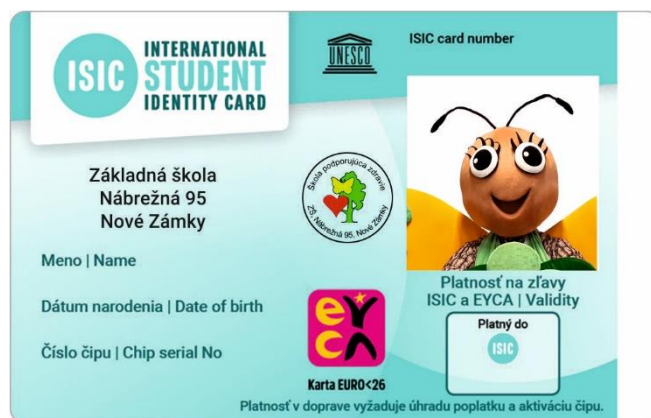 ISIC
INTERNATIONAL
STUDENT
IDENTITY CARD
UNESCO
ISIC card number
Základná škola
Nábrežná 95
Nové Zámky
Škola podporujúca zdravie
ZŠ, Nábrežná 95, Nové Zámky
Meno | Name
Dátum narodenia | Date of birth
Číslo čipu | Chip serial No
eyca
Karta EURO<26
Platnosť na zľavy
ISIC a EYCA | Validity
Platný do
ISIC
Platnosť v doprave vyžaduje úhradu poplatku a aktiváciu čipu.